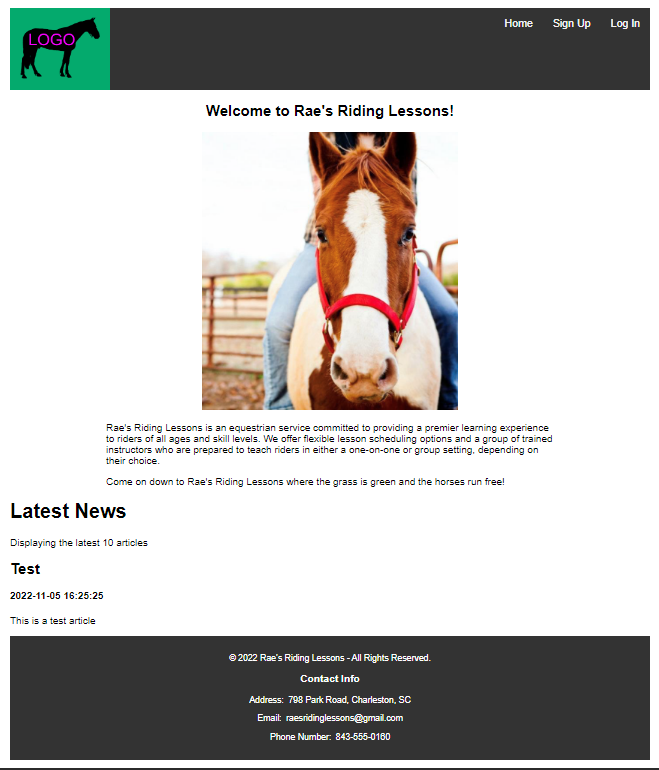 LOGO
Home Sign Up Log In
Welcome to Rae's Riding Lessons!
Rae's Riding Lessons is an equestrian service committed to providing a premier learning experience
to riders of all ages and skill levels. We offer flexible lesson scheduling options and a group of trained
instructors who are prepared to teach riders in either a one-on-one or group setting, depending on
their choice.
Come on down to Rae's Riding Lessons where the grass is green and the horses run free!
Latest News
Displaying the latest 10 articles
Test
2022-11-05 16:25:25
This is a test article
© 2022 Rae's Riding Lessons - All Rights Reserved.
Contact Info
Address: 798 Park Road, Charleston, SC
Email: raesridinglessons@gmail.com
Phone Number: 843-555-0160